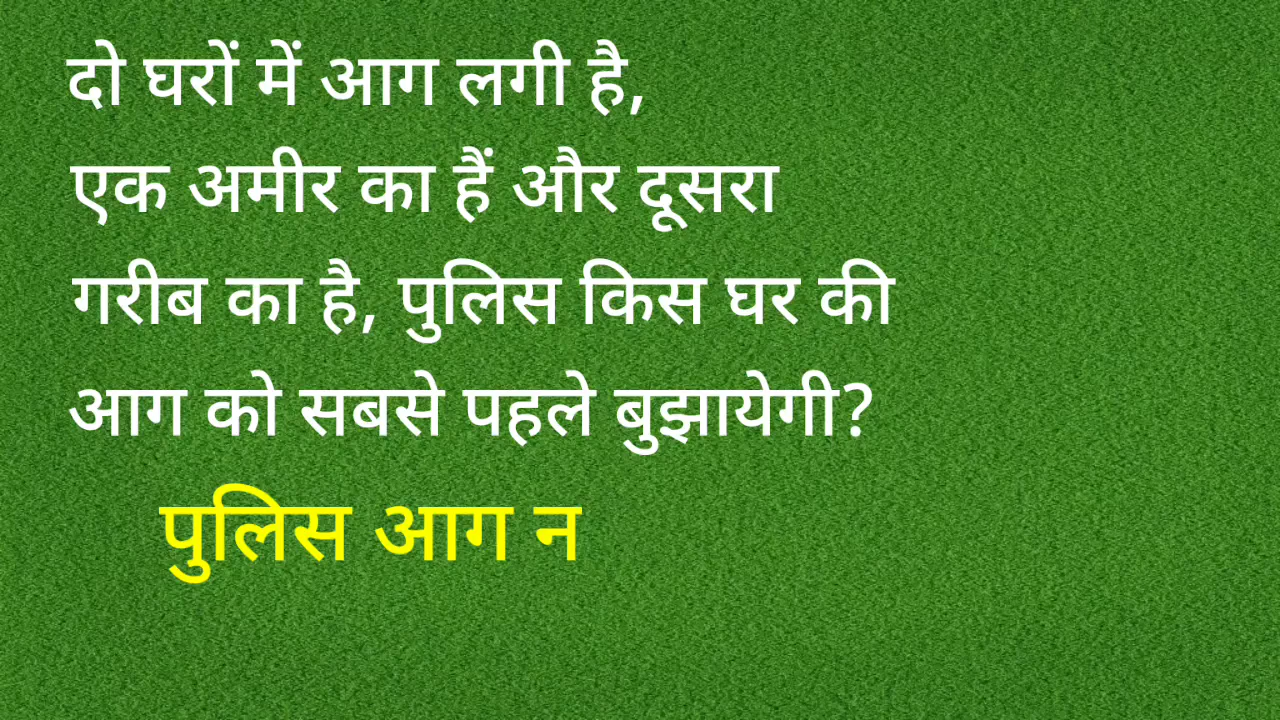 दो घरों में आग लगी है,
एक अमीर का हैं और दूसरा
गरीब का है, पुलिस किस घर की
आग को सबसे पहले बुझायेगी?
पुलिस आग न